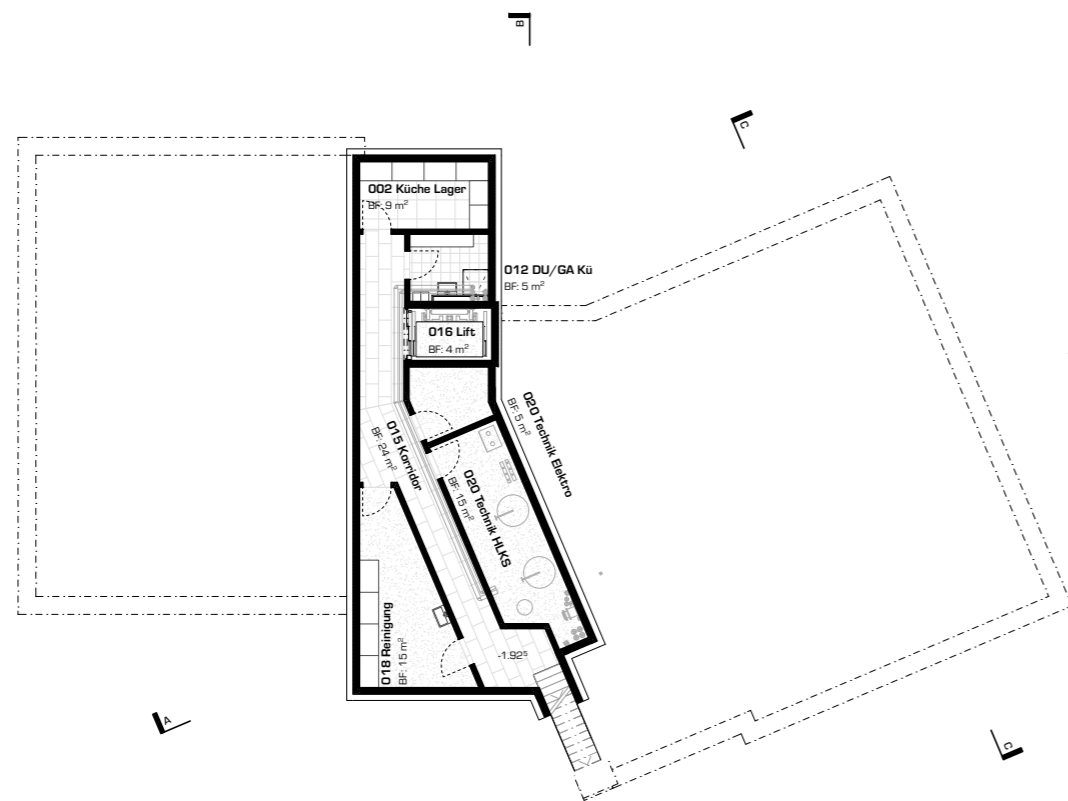 B
C
002 Küche Lager
BF: 9 m²
012 DU/GA Kü
BF: 5 m²
016 Lift
BF: 4 m²
020 Technik Elektro
BF: 5 m²
015 Korridor
BF: 24 m²
020 Technik HLKS
BF: 15 m²
018 Reinigung
BF: 15 m²
-1.92⁵
A
C